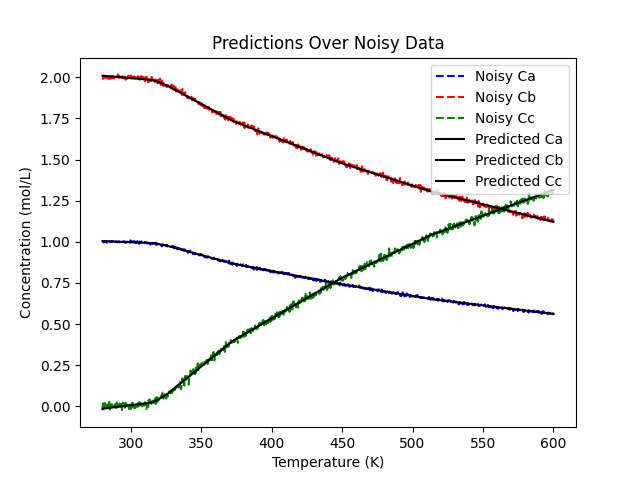 Predictions Over Noisy Data
Noisy Ca
Noisy Cb
Noisy Cc
Predicted Ca
Predicted Cb
Predicted Cc
Concentration (mol/L)
2.00
1.75
1.50
1.25
1.00
0.75
0.50
0.25
0.00
300 350 400 450 500 550 600
Temperature (K)